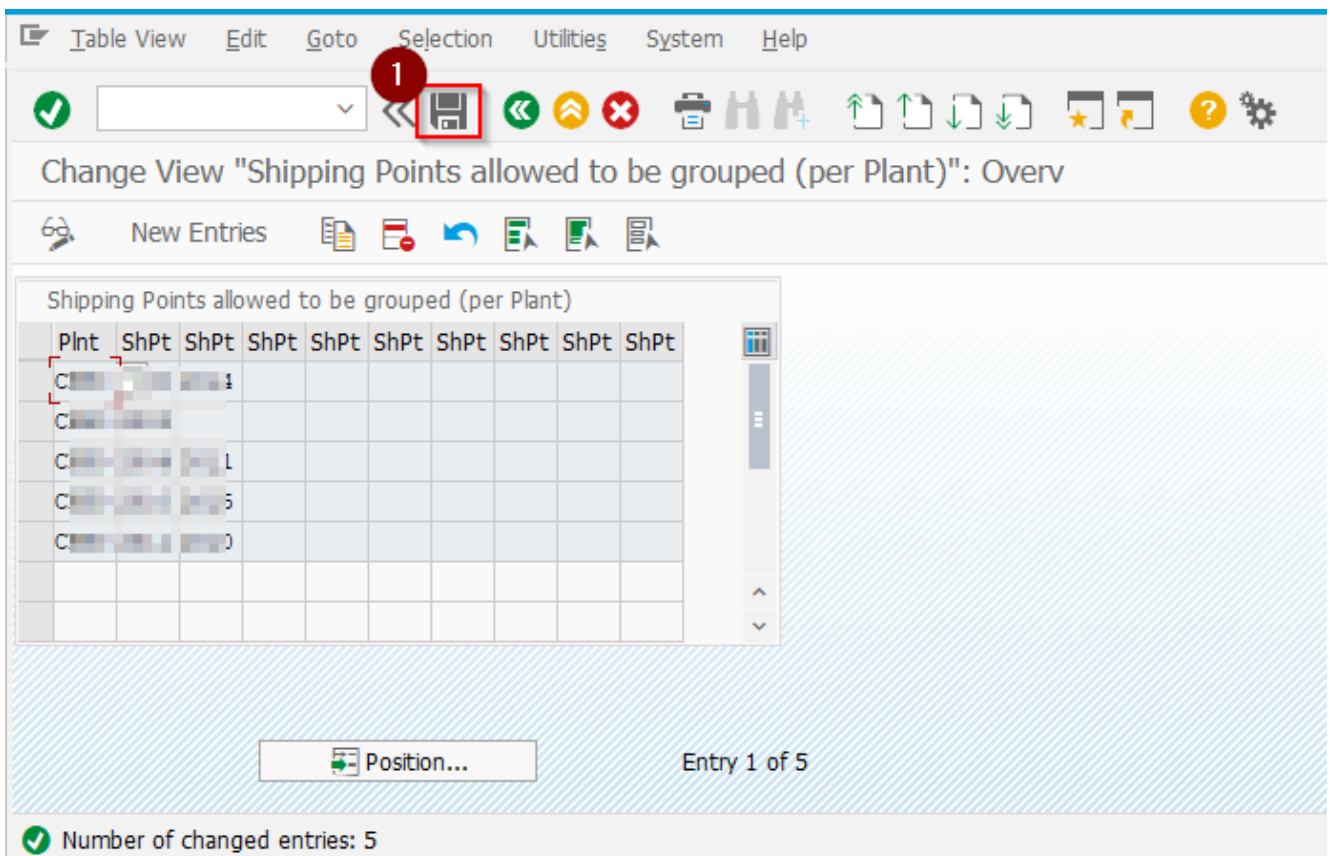 Table View Edit Goto Selection Utilities System Help
1
Change View "Shipping Points allowed to be grouped (per Plant)": Overv
New Entries
Shipping Points allowed to be grouped (per Plant)
Plnt ShPt ShPt ShPt ShPt ShPt ShPt ShPt ShPt ShPt
Position... Entry 1 of 5
Number of changed entries: 5